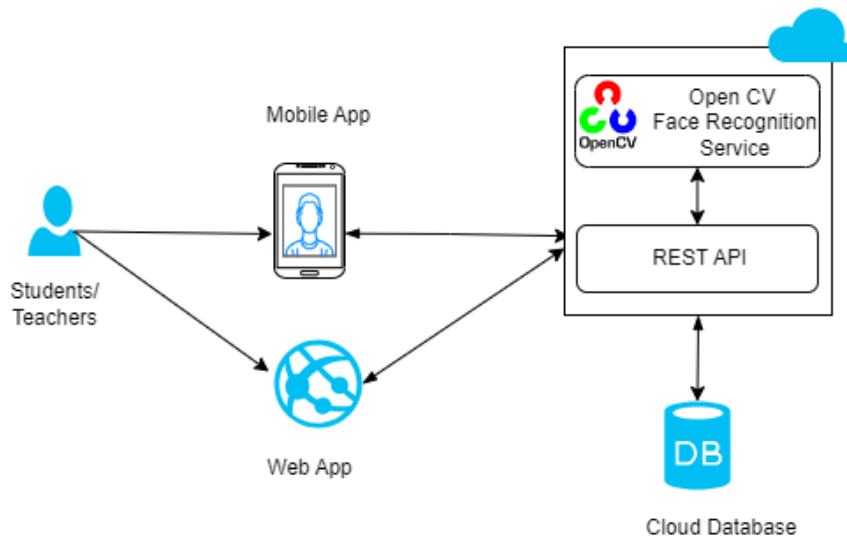 Mobile App
Open CV
Face Recognition
Service
OpenCV
REST API
Students/
Teachers
Web App
DB
Cloud Database